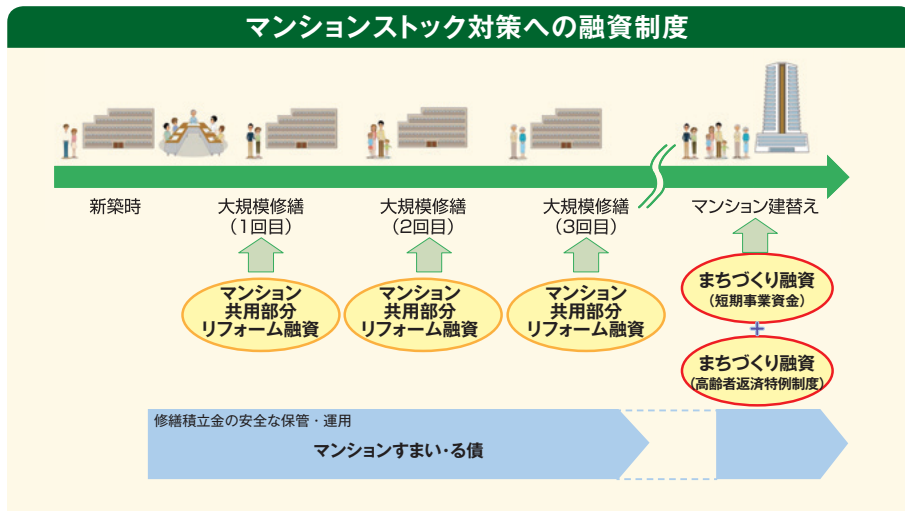 マンションストック対策への融資制度
新築時
大規模修繕
（1回目）
大規模修繕
（2回目）
大規模修繕
（3回目）
マンション建替え
マンション
共用部分
リフォーム融資
マンション
共用部分
リフォーム融資
マンション
共用部分
リフォーム融資
まちづくり融資
（短期事業資金）
+
まちづくり融資
（高齢者返済特例制度）
修繕積立金の安全な保管・運用
マンションすまい・る債